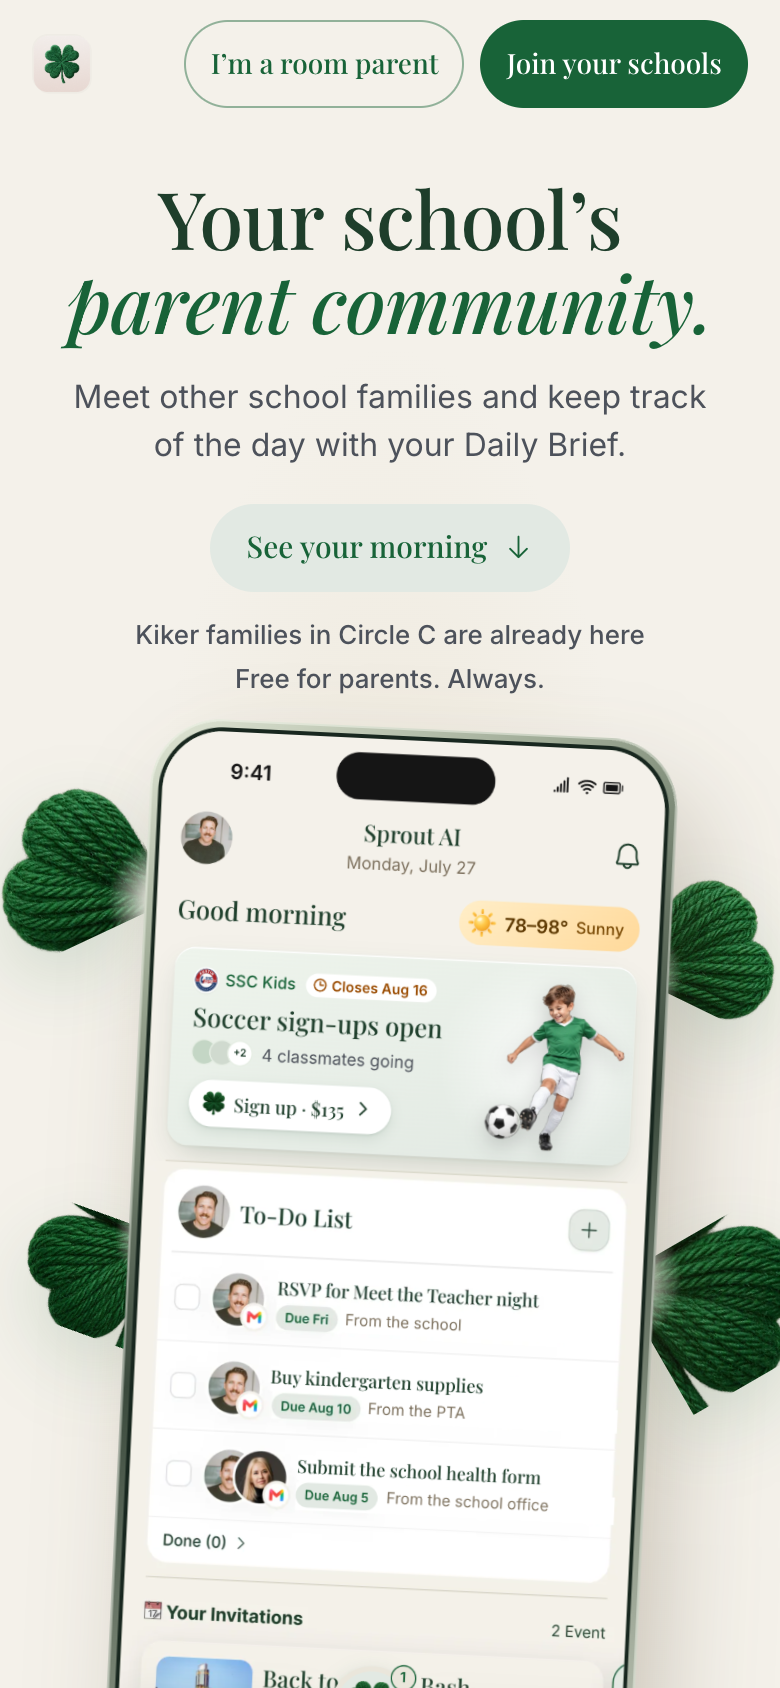 I'm a room parent
Join your schools
Your school's
parent community.
Meet other school families and keep track
of the day with your Daily Brief.
See your morning ↓
Kiker families in Circle C are already here
Free for parents. Always.
9:41
Sprout AI
Monday, July 27
Good morning
78–98° Sunny
SSC Kids
Closes Aug 16
Soccer sign-ups open
+2 4 classmates going
Sign up · $135
To-Do List
RSVP for Meet the Teacher night
Due Fri From the school
Buy kindergarten supplies
Due Aug 10 From the PTA
Submit the school health form
Due Aug 5 From the school office
Done (0)
Your Invitations
2 Event
Back to
1
Bash